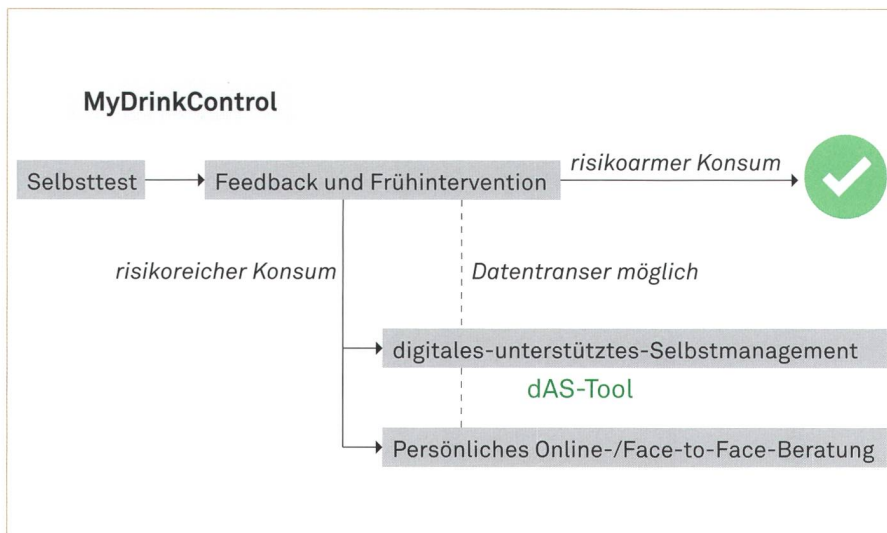 MyDrinkControl
Selbsttest
Feedback und Frühintervention
risikoarmer Konsum
risikoreicher Konsum
Datentranser möglich
digitales-unterstütztes-Selbstmanagement
dAS-Tool
Persönliches Online-/Face-to-Face-Beratung